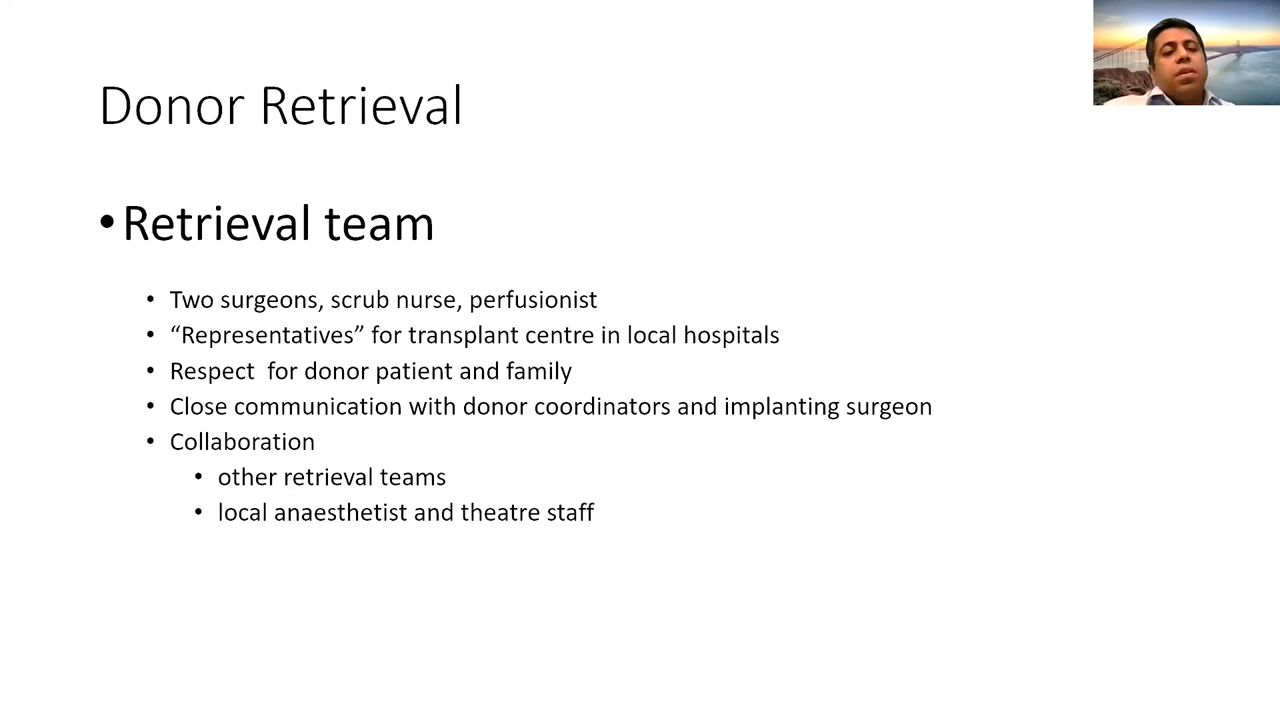 Donor Retrieval
•Retrieval team
• Two surgeons, scrub nurse, perfusionist
• “Representatives” for transplant centre in local hospitals
• Respect  for donor patient and family
• Close communication with donor coordinators and implanting surgeon
• Collaboration
• other retrieval teams
• local anaesthetist and theatre staff